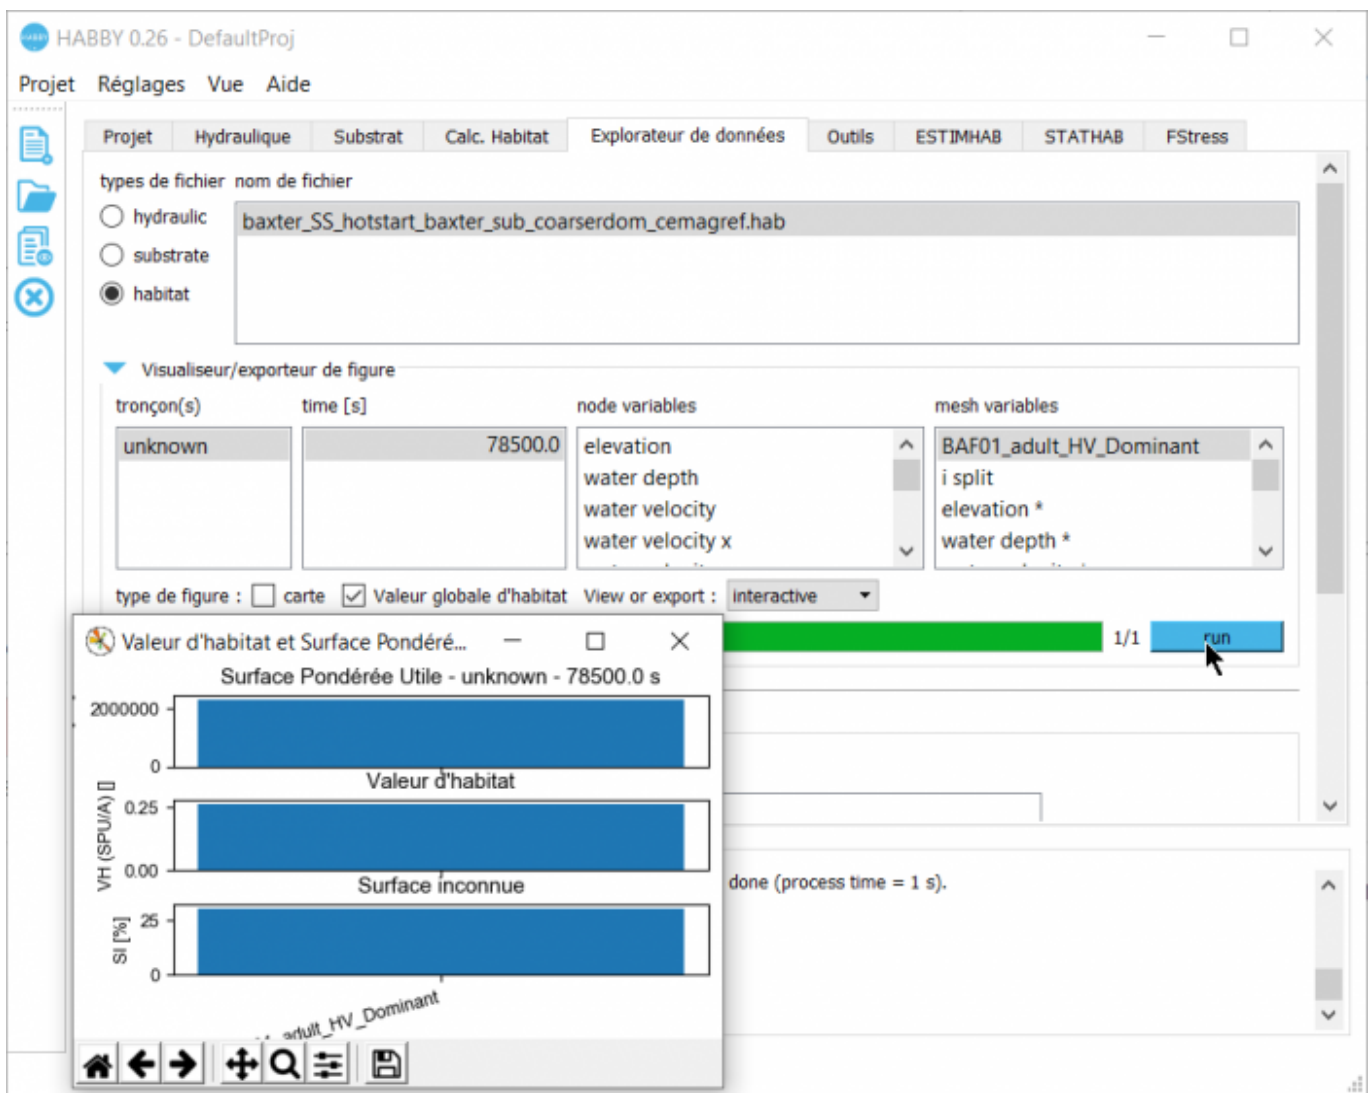 HABBY 0.26 - DefaultProj
Projet Réglages Vue Aide
Projet Hydraulique Substrat Calc. Habitat Explorateur de données Outils ESTIMHAB STATHAB FStress
types de fichier nom de fichier
hydraulic
baxter_SS_hotstart_baxter_sub_coarserdom_cemagref.hab
substrate
habitat
Visualiseur/exporteur de figure
tronçon(s) time [s] node variables mesh variables
unknown 78500.0 elevation BAF01_adult_HV_Dominant
water depth i split
water velocity elevation *
water velocity x water depth *
type de figure : carte Valeur globale d'habitat View or export : interactive
1/1 run
Valeur d'habitat et Surface Pondéré...
Surface Pondérée Utile - unknown - 78500.0 s
2000000
0
Valeur d'habitat
VH (SPU/A) []
0.25
0.00
Surface inconnue
SI [%]
25
0
_adult_HV_Dominant
done (process time = 1 s).